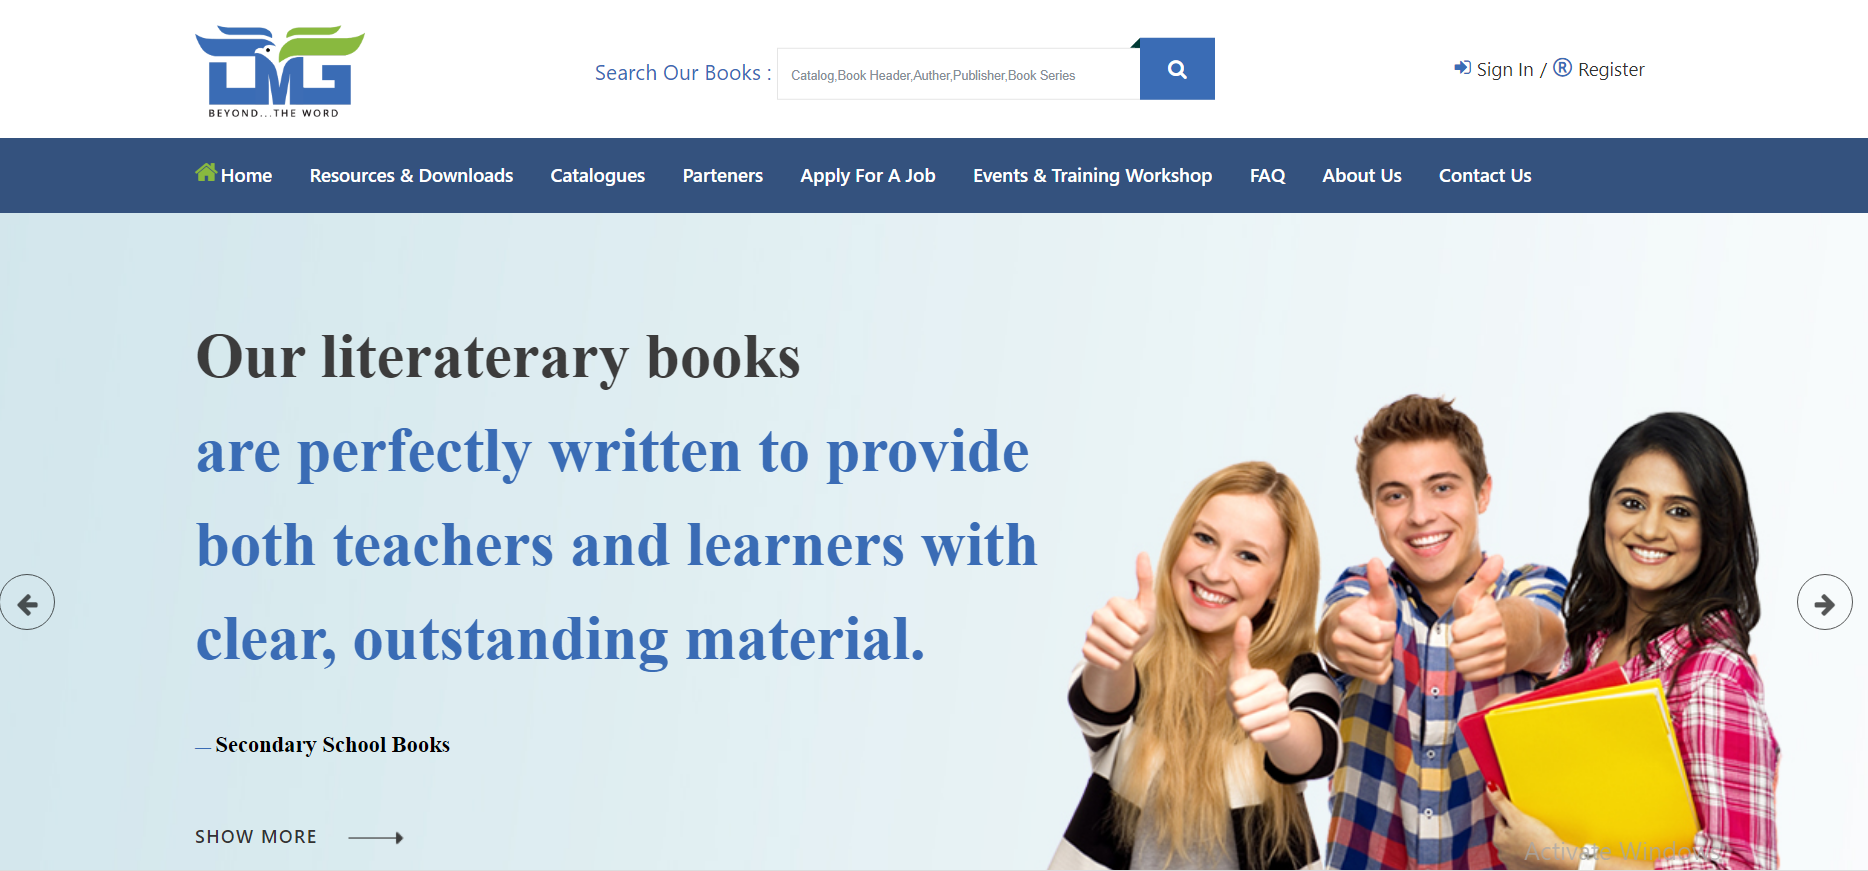 LMG
BEYOND...THE WORD
Search Our Books :
Catalog,Book Header,Auther,Publisher,Book Series
Sign In / ® Register
Home Resources & Downloads Catalogues Parteners Apply For A Job Events & Training Workshop FAQ About Us Contact Us
Our literaterary books
are perfectly written to provide
both teachers and learners with
clear, outstanding material.
— Secondary School Books
SHOW MORE
Activate Windows